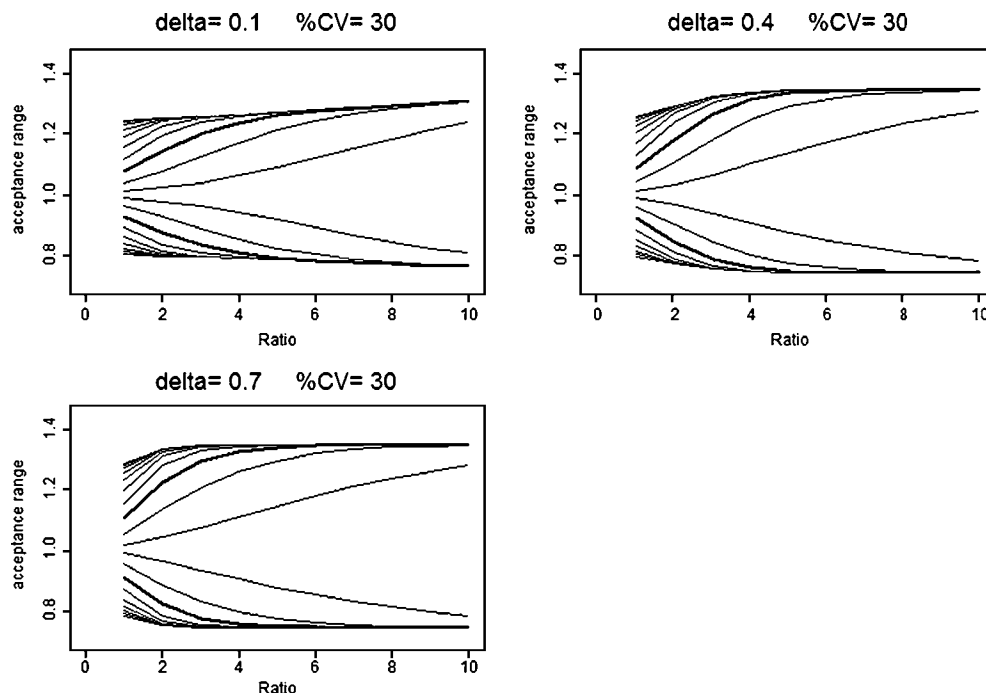 delta= 0.1 %CV= 30
acceptance range
1.4
1.2
1.0
0.8
0 2 4 6 8 10
Ratio
delta= 0.4 %CV= 30
acceptance range
1.4
1.2
1.0
0.8
0 2 4 6 8 10
Ratio
delta= 0.7 %CV= 30
acceptance range
1.4
1.2
1.0
0.8
0 2 4 6 8 10
Ratio